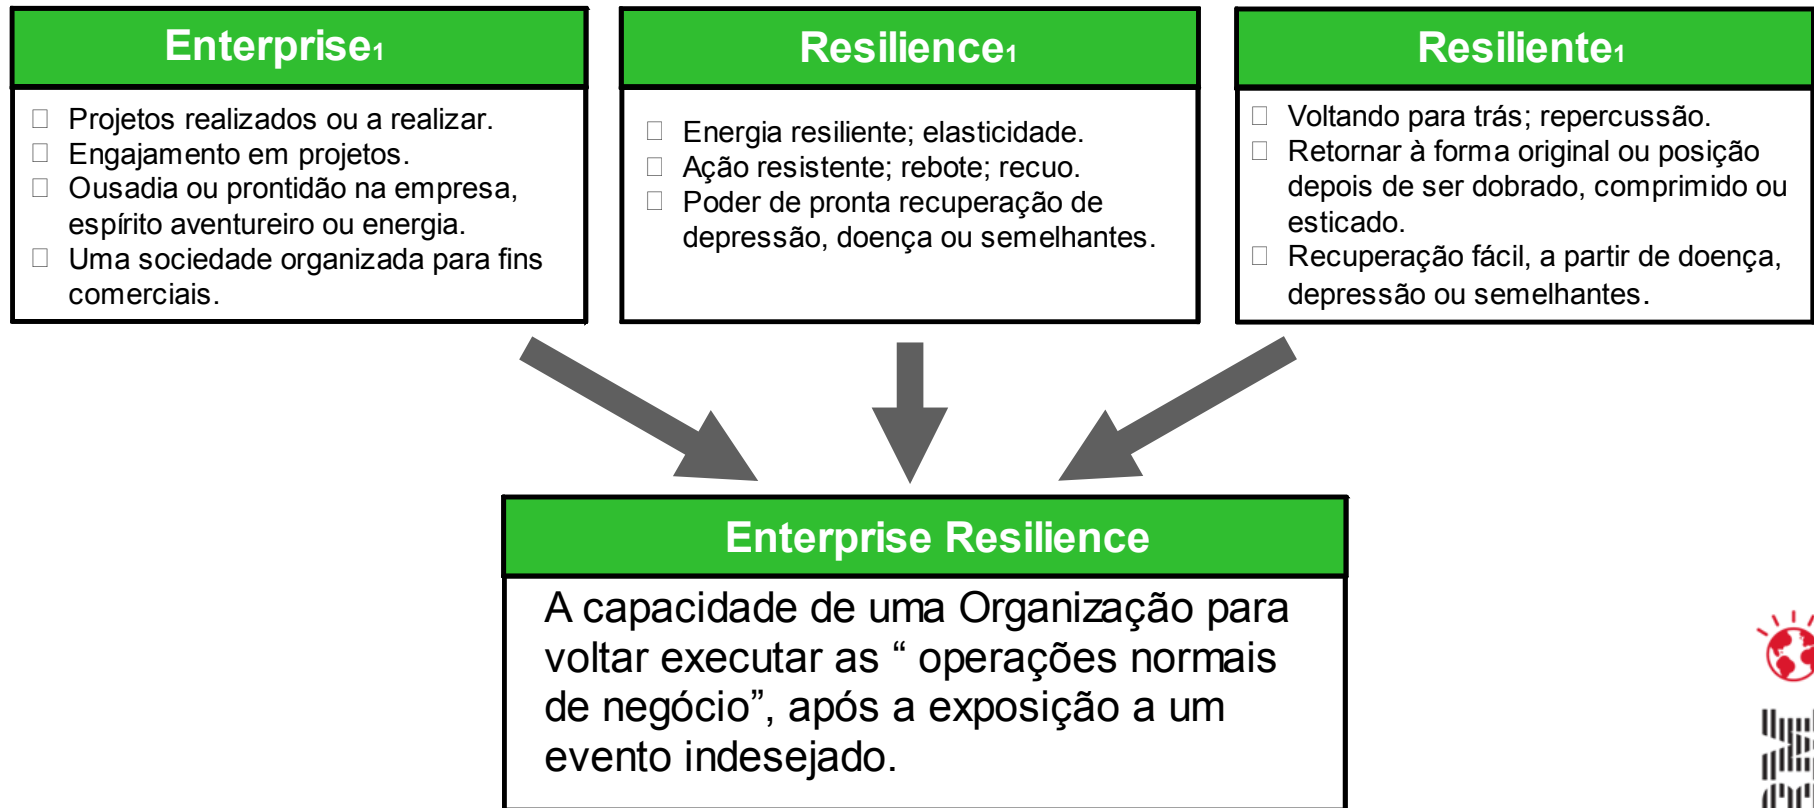 Enterprise1
□ Projetos realizados ou a realizar.
□ Engajamento em projetos.
□ Ousadia ou prontidão na empresa,
espírito aventureiro ou energia.
□ Uma sociedade organizada para fins
comerciais.
Resilience1
□ Energia resiliente; elasticidade.
□ Ação resistente; rebote; recuo.
□ Poder de pronta recuperação de
depressão, doença ou semelhantes.
Resiliente1
□ Voltando para trás; repercussão.
□ Retornar à forma original ou posição
depois de ser dobrado, comprimido ou
esticado.
□ Recuperação fácil, a partir de doença,
depressão ou semelhantes.
Enterprise Resilience
A capacidade de uma Organização para
voltar executar as “ operações normais
de negócio”, após a exposição a um
evento indesejado.